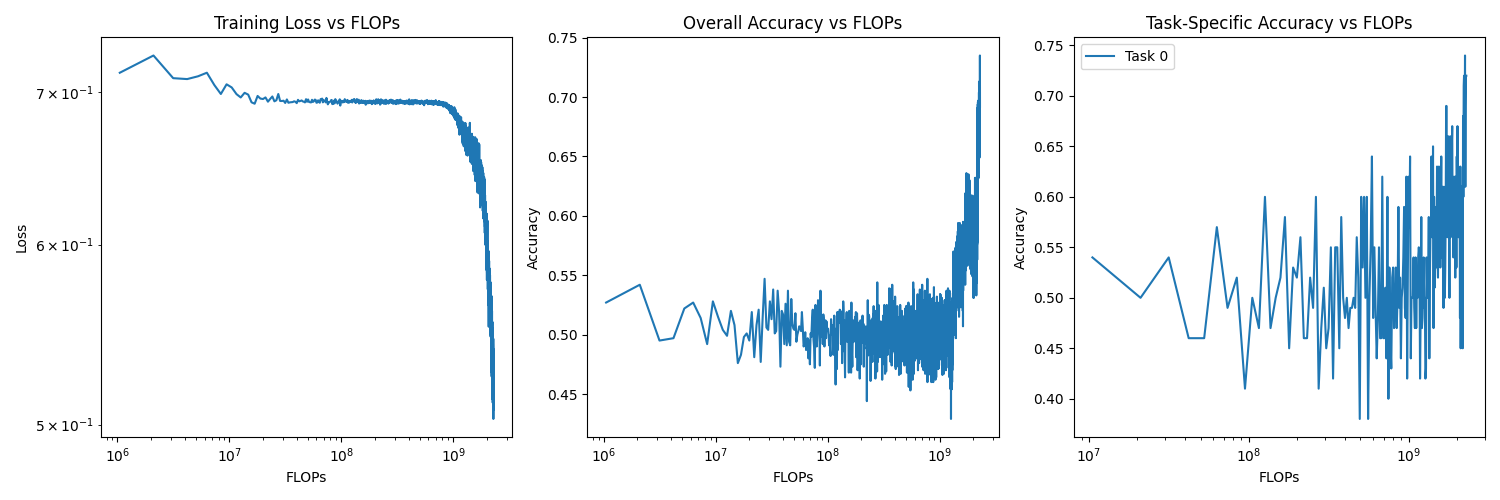 Training Loss vs FLOPs
Loss
7 × 10⁻¹
6 × 10⁻¹
5 × 10⁻¹
10⁶ 10⁷ 10⁸ 10⁹
FLOPs
Overall Accuracy vs FLOPs
Accuracy
0.75
0.70
0.65
0.60
0.55
0.50
0.45
10⁶ 10⁷ 10⁸ 10⁹
FLOPs
Task-Specific Accuracy vs FLOPs
Task 0
Accuracy
0.75
0.70
0.65
0.60
0.55
0.50
0.45
0.40
10⁷ 10⁸ 10⁹
FLOPs